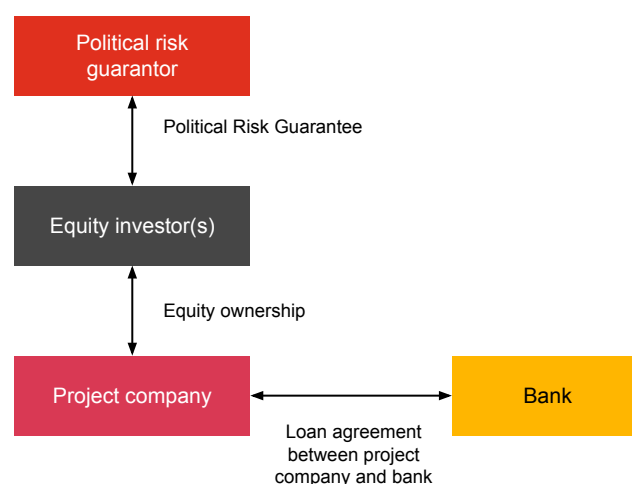 Political risk
guarantor
Political Risk Guarantee
Equity investor(s)
Equity ownership
Project company
Bank
Loan agreement
between project
company and bank